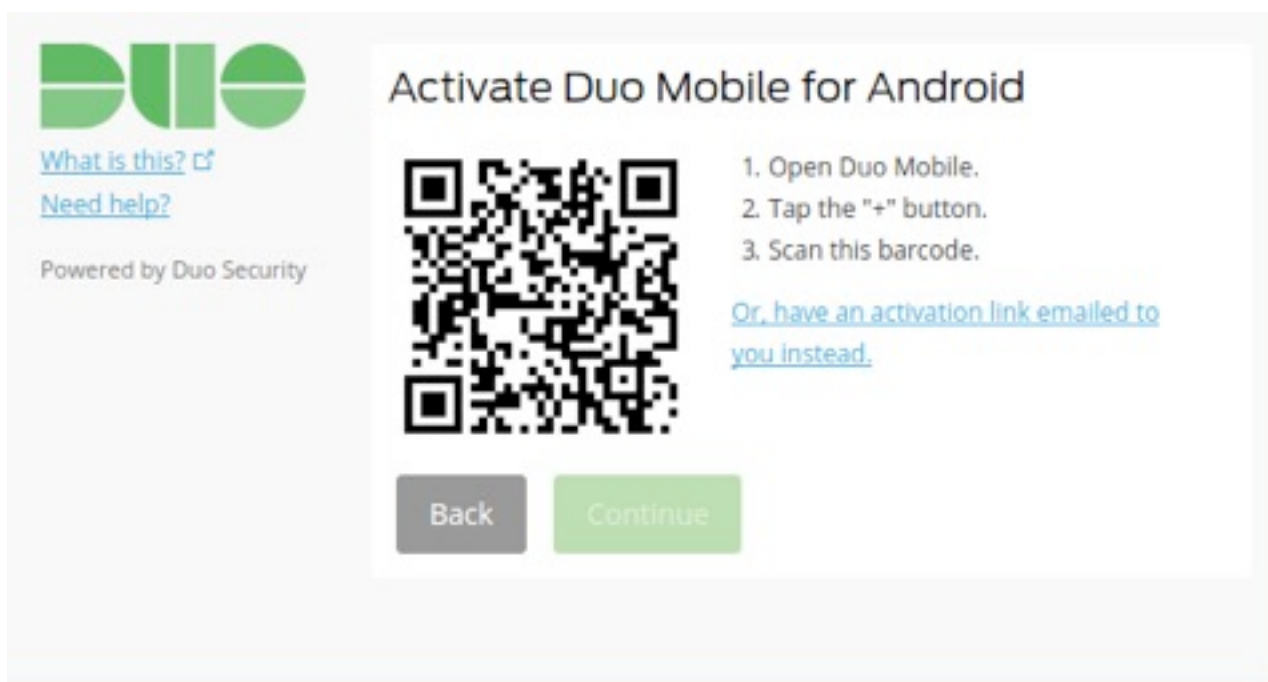 DUO
What is this?
Need help?
Powered by Duo Security
Activate Duo Mobile for Android
1. Open Duo Mobile.
2. Tap the "+" button.
3. Scan this barcode.
Or, have an activation link emailed to
you instead.
Back
Continue